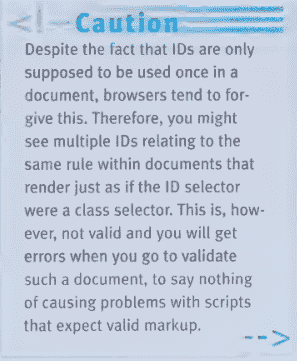 <!--Caution
Despite the fact that IDs are only
supposed to be used once in a
document, browsers tend to for-
give this. Therefore, you might
see multiple IDs relating to the
same rule within documents that
render just as if the ID selector
were a class selector. This is, how-
ever, not valid and you will get
errors when you go to validate
such a document, to say nothing
of causing problems with scripts
that expect valid markup.
-->